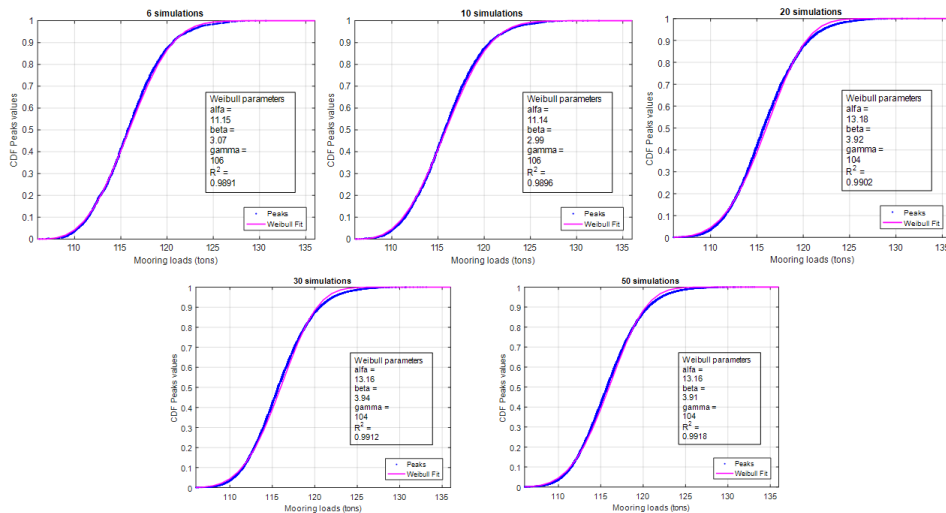 6 simulations
1
0.9
0.8
0.7
0.6
0.5
0.4
0.3
0.2
0.1
0
CDF Peaks values
110 115 120 125 130 135
Mooring loads (tons)
Weibull parameters
alfa =
11.15
beta =
3.07
gamma =
106
R² =
0.9891
Peaks
Weibull Fit
10 simulations
1
0.9
0.8
0.7
0.6
0.5
0.4
0.3
0.2
0.1
0
CDF Peaks values
110 115 120 125 130 135
Mooring loads (tons)
Weibull parameters
alfa =
11.14
beta =
2.99
gamma =
106
R² =
0.9896
Peaks
Weibull Fit
20 simulations
1
0.9
0.8
0.7
0.6
0.5
0.4
0.3
0.2
0.1
0
CDF Peaks values
110 115 120 125 130 135
Mooring loads (tons)
Weibull parameters
alfa =
13.18
beta =
3.92
gamma =
104
R² =
0.9902
Peaks
Weibull Fit
30 simulations
1
0.9
0.8
0.7
0.6
0.5
0.4
0.3
0.2
0.1
0
CDF Peaks values
110 115 120 125 130 135
Mooring loads (tons)
Weibull parameters
alfa =
13.16
beta =
3.94
gamma =
104
R² =
0.9912
Peaks
Weibull Fit
50 simulations
1
0.9
0.8
0.7
0.6
0.5
0.4
0.3
0.2
0.1
0
CDF Peaks values
110 115 120 125 130 135
Mooring loads (tons)
Weibull parameters
alfa =
13.16
beta =
3.91
gamma =
104
R² =
0.9918
Peaks
Weibull Fit